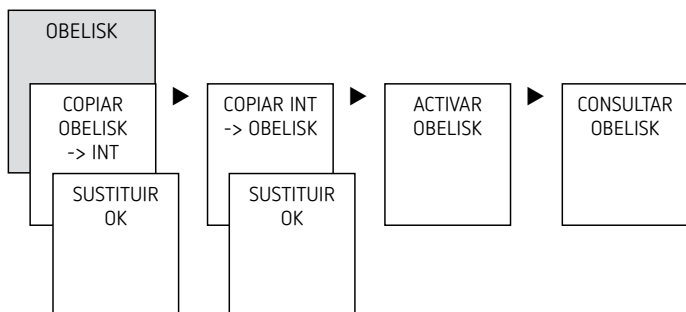 OBELISK
COPIAR
OBELISK
-> INT
SUSTITUIR
OK
COPIAR INT
-> OBELISK
SUSTITUIR
OK
ACTIVAR
OBELISK
CONSULTAR
OBELISK